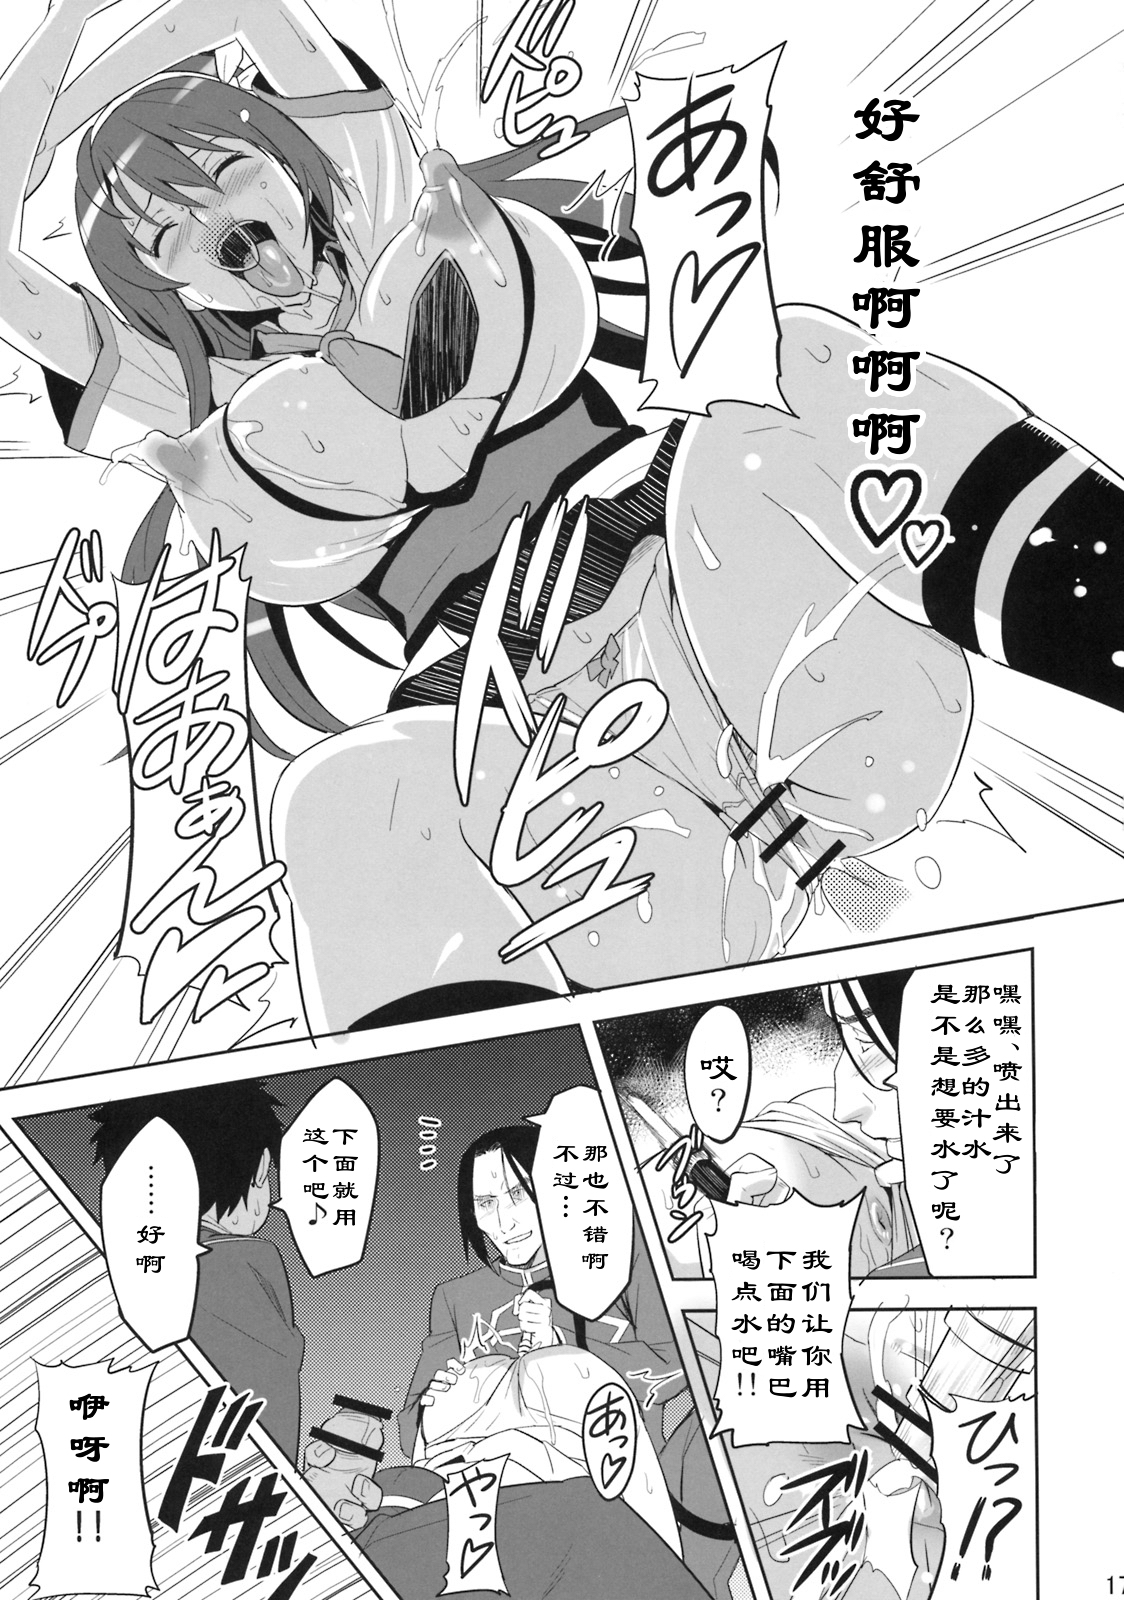 好舒服啊啊啊♡♡
あっ♡
ドピュ
ドプ
はあぁん♡♡
ドピュ
嘿嘿、喷出来了
那么多的汁水
是不是想要水了呢?
哎?
我们让你用
下面的嘴巴
喝点水吧!!
ひっ!?
那也不错啊
不过…
下面就用
这个吧♪
……好啊
あっ♡
やっ♡
咿呀啊!!
17